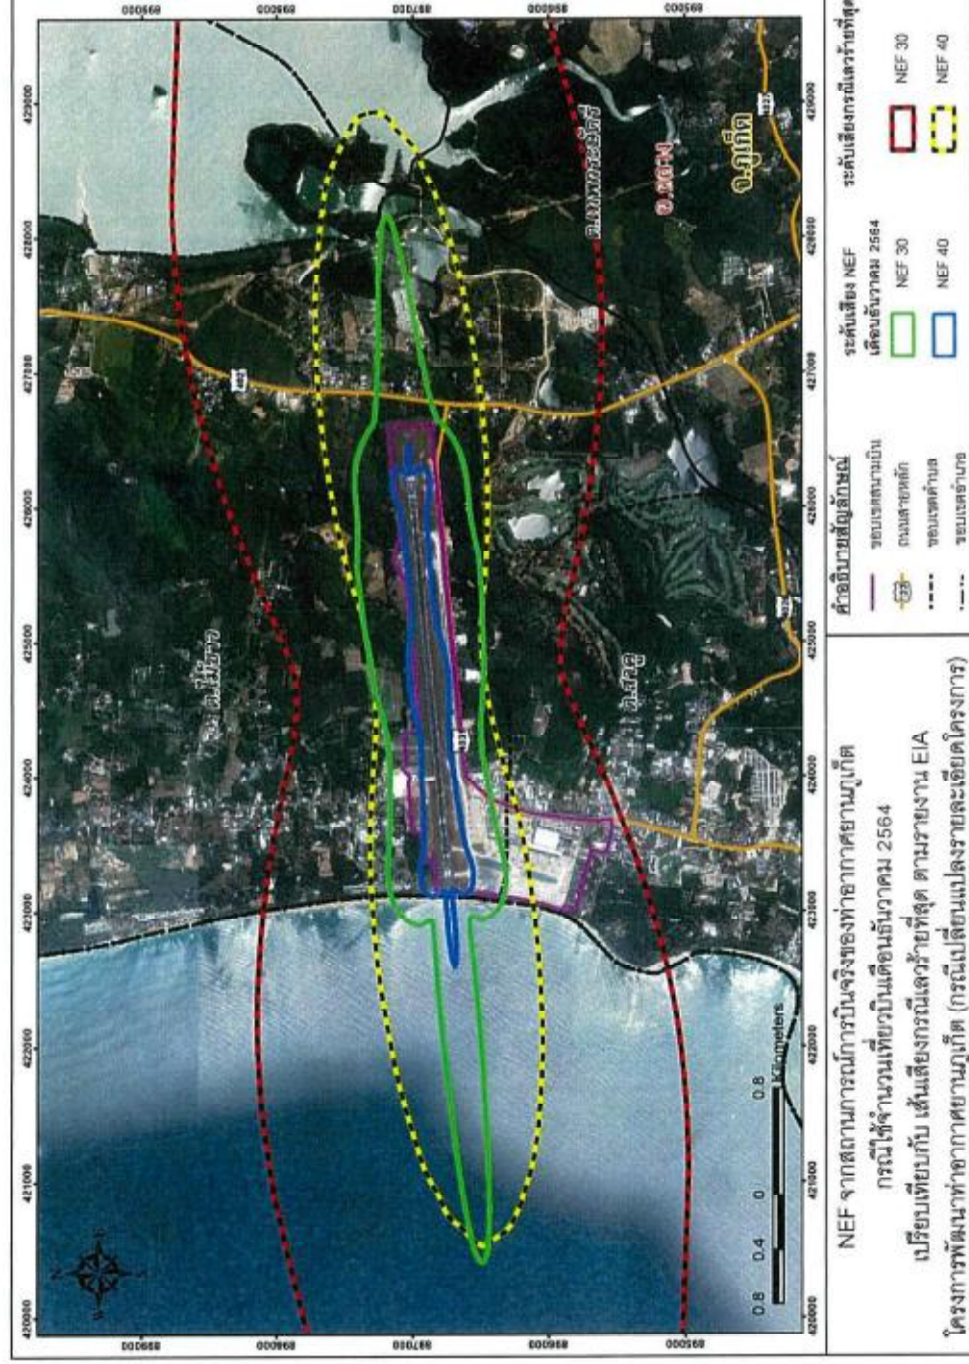 420000
421000
422000
423000
424000
425000
426000
427000
428000
429000
ต.ไม้ขาว
ต.สาคู
ต.เทพกระษัตรี
อ.ถลาง
จ.ภูเก็ต
4031
4026
4027
0.8 0.4 0 0.8
Kilometers
NEF จากสถานการณ์การบินจริงของท่าอากาศยานภูเก็ต
กรณีใช้จำนวนเที่ยวบินเดือนธันวาคม 2564
เปรียบเทียบกับ เส้นเสียงกรณีเลวร้ายที่สุด ตามรายงาน EIA
โครงการพัฒนาท่าอากาศยานภูเก็ต (กรณีเปลี่ยนแปลงรายละเอียดโครงการ)
คำอธิบายสัญลักษณ์
ขอบเขตสนามบิน
ถนนสายหลัก
ขอบเขตตำบล
ขอบเขตอำเภอ
ระดับเสียง NEF
เดือนธันวาคม 2564
NEF 30
NEF 40
ระดับเสียงกรณีเลวร้ายที่สุด
NEF 30
NEF 40